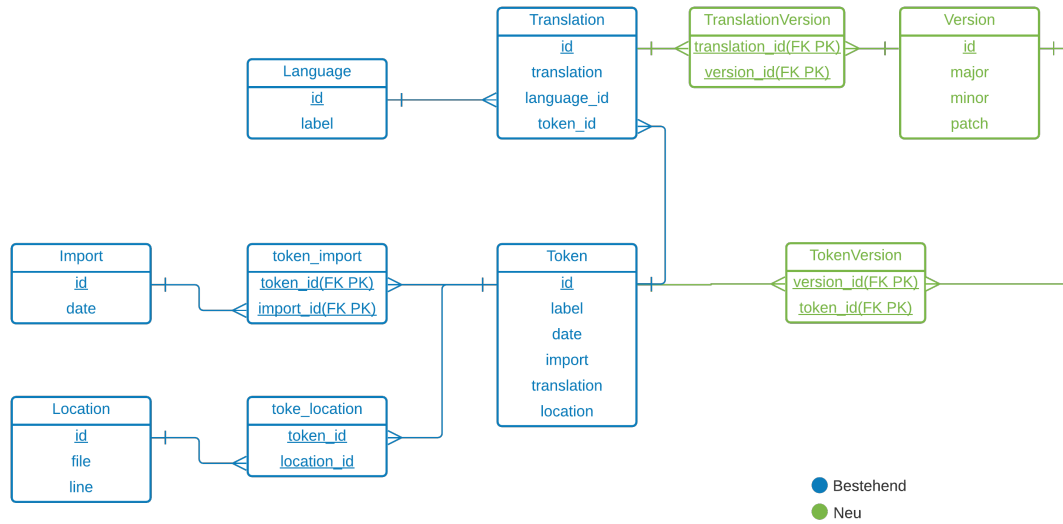 Translation
id
translation
language_id
token_id
TranslationVersion
translation_id(FK PK)
version_id(FK PK)
Version
id
major
minor
patch
Language
id
label
Import
id
date
token_import
token_id(FK PK)
import_id(FK PK)
Token
id
label
date
import
translation
location
TokenVersion
version_id(FK PK)
token_id(FK PK)
Location
id
file
line
toke_location
token_id
location_id
Bestehend
Neu